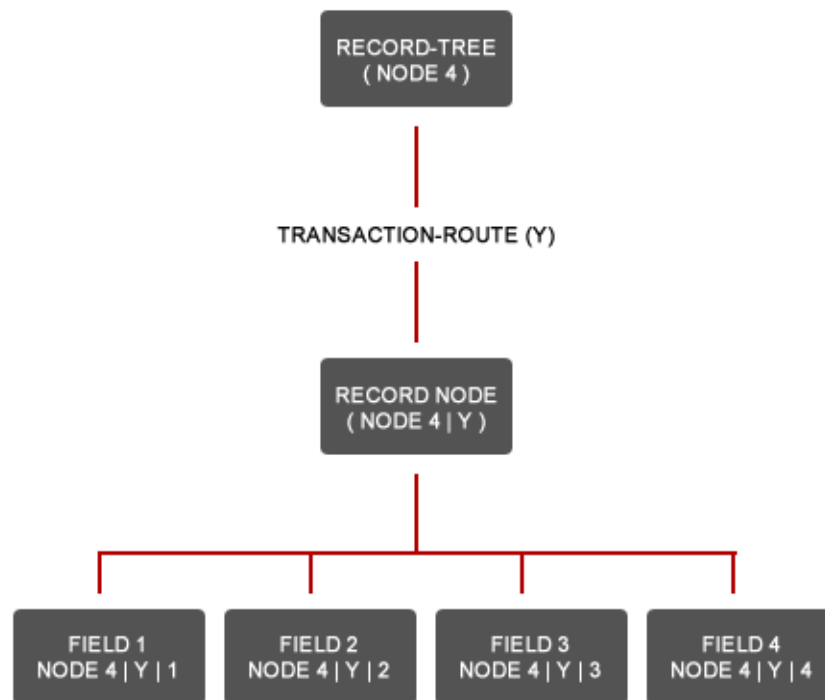 RECORD-TREE
( NODE 4 )
TRANSACTION-ROUTE (Y)
RECORD NODE
( NODE 4 | Y )
FIELD 1
NODE 4 | Y | 1
FIELD 2
NODE 4 | Y | 2
FIELD 3
NODE 4 | Y | 3
FIELD 4
NODE 4 | Y | 4